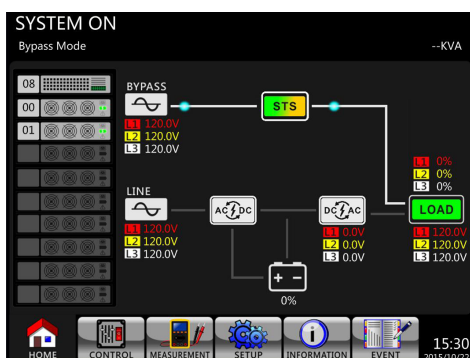 SYSTEM ON
Bypass Mode
--KVA
08
00
01
BYPASS
L1 120.0V
L2 120.0V
L3 120.0V
STS
L1 0%
L2 0%
L3 0%
LINE
L1 120.0V
L2 120.0V
L3 120.0V
AC DC
DC AC
L1 0.0V
L2 0.0V
L3 0.0V
LOAD
L1 120.0V
L2 120.0V
L3 120.0V
+ -
0%
HOME
CONTROL
MEASUREMENT
SETUP
INFORMATION
EVENT
15:30